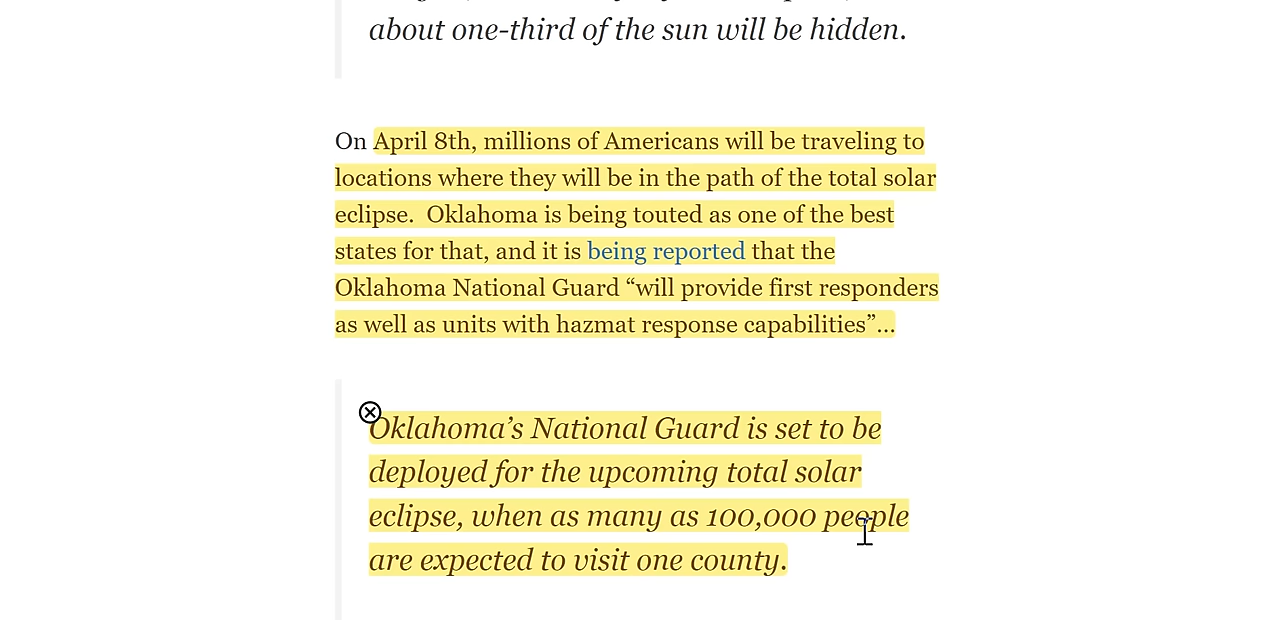 about one-third of the sun will be hidden.
On April 8th, millions of Americans will be traveling to
locations where they will be in the path of the total solar
eclipse.  Oklahoma is being touted as one of the best
states for that, and it is being reported that the
Oklahoma National Guard “will provide first responders
as well as units with hazmat response capabilities”…
Oklahoma’s National Guard is set to be
deployed for the upcoming total solar
eclipse, when as many as 100,000 people
are expected to visit one county.